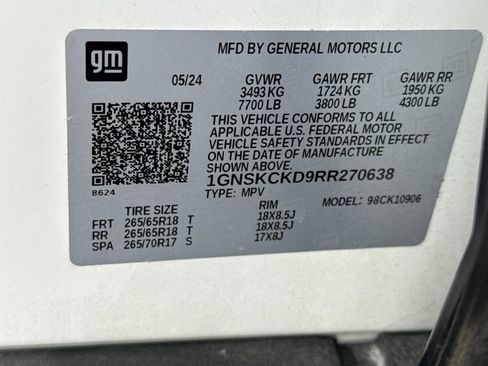 gm
MFD BY GENERAL MOTORS LLC
05/24 GVWR GAWR FRT GAWR RR
3493 KG 1724 KG 1950 KG
7700 LB 3800 LB 4300 LB
THIS VEHICLE CONFORMS TO ALL
APPLICABLE U.S. FEDERAL MOTOR
VEHICLE SAFETY STANDARDS IN EFFECT
ON THE DATE OF MANUFACTURE
SHOWN ABOVE.
1GNSKCKD9RR270638
8624
TYPE: MPV MODEL: 98CK10906
TIRE SIZE RIM
FRT 265/65R18 T 18X8.5J
RR 265/65R18 T 18X8.5J
SPA 265/70R17 S 17X8J